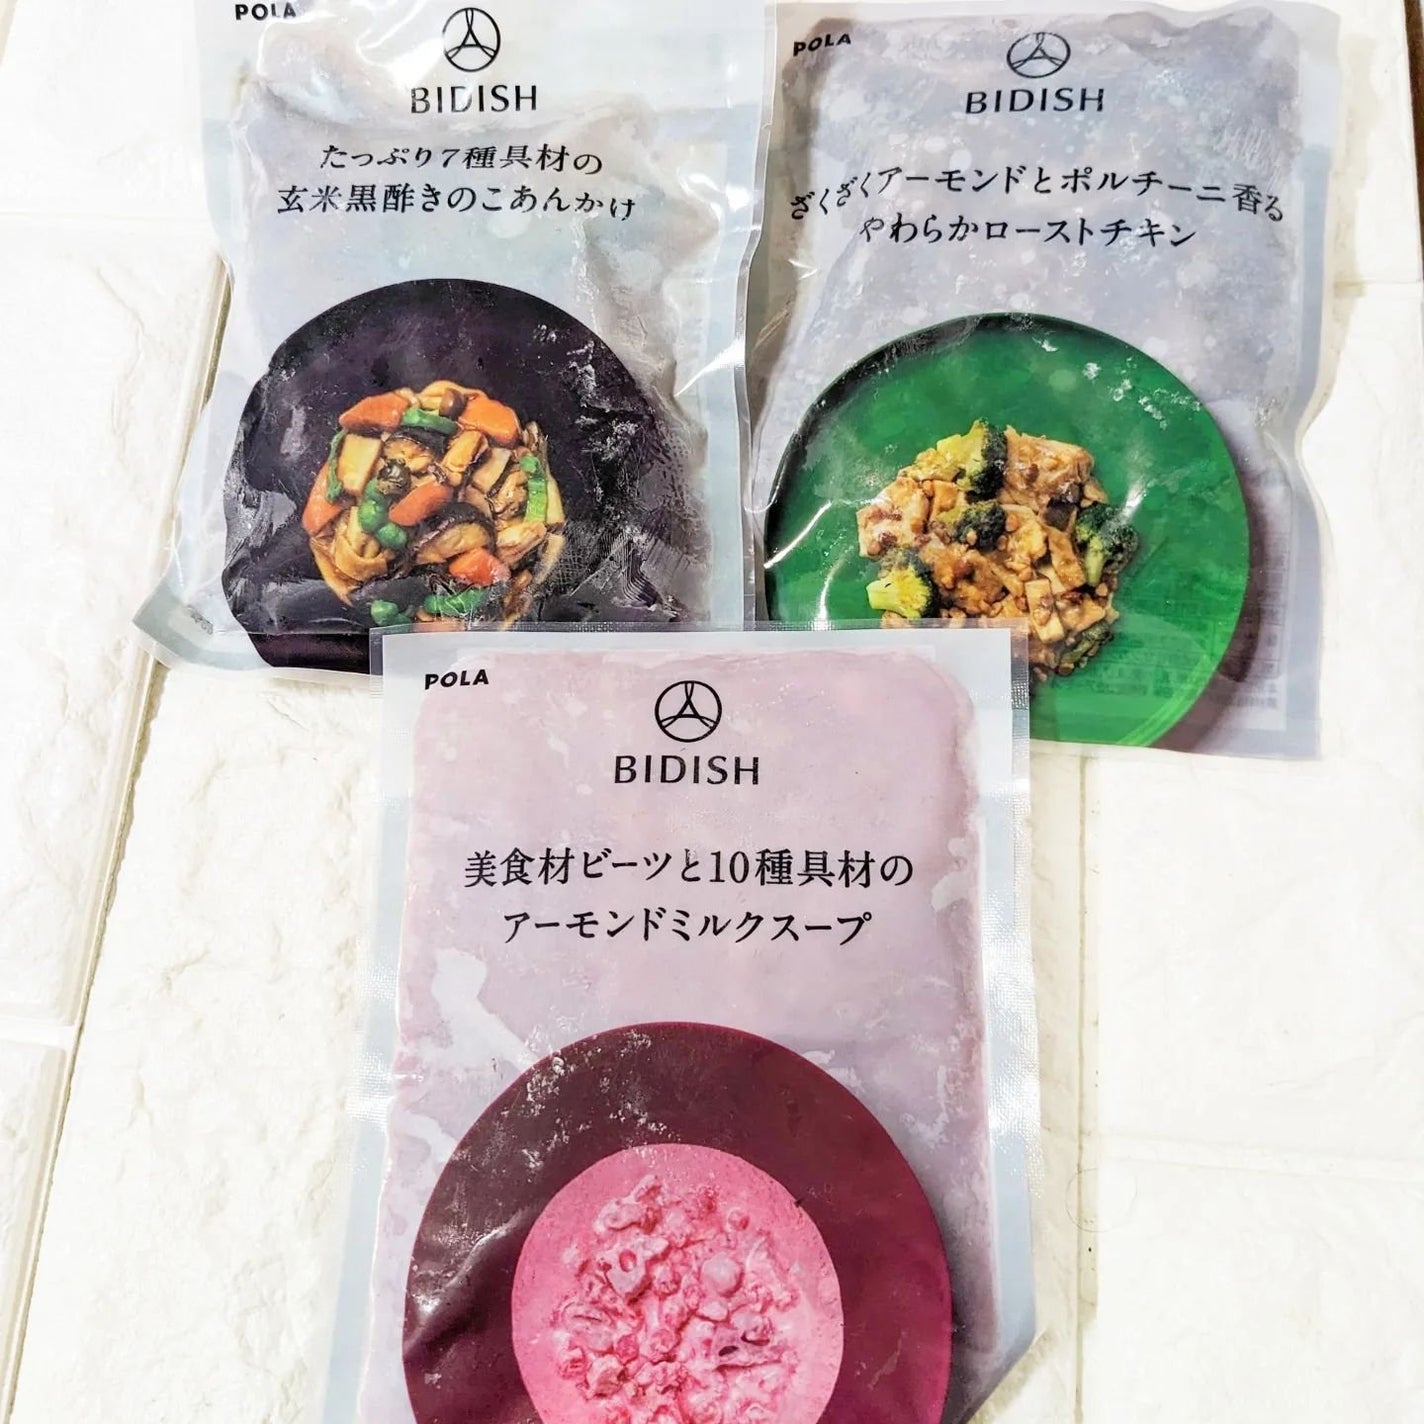 POLA
BIDISH
たっぷり7種具材の
玄米黒酢きのこあんかけ
POLA
BIDISH
ざくざくアーモンドとポルチーニ香る
やわらかローストチキン
POLA
BIDISH
美食材ビーツと10種具材の
アーモンドミルクスープ